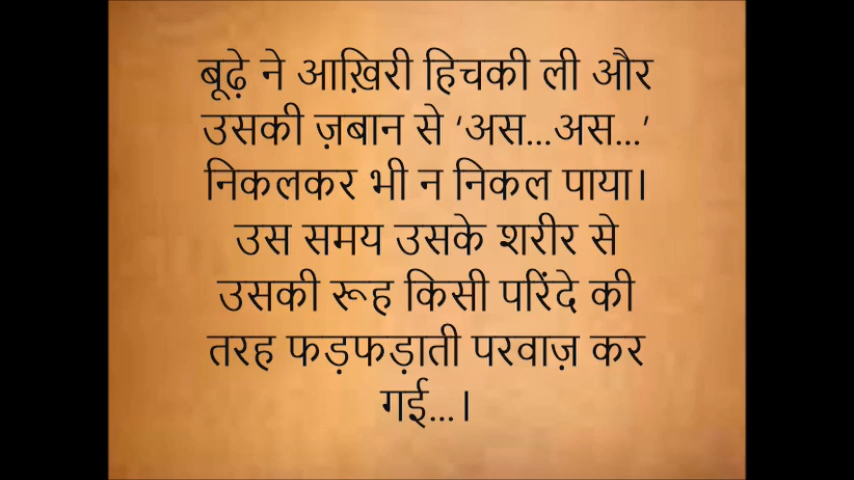 बूढ़े ने आख़िरी हिचकी ली और
उसकी ज़बान से ‘अस...अस...’
निकलकर भी न निकल पाया।
उस समय उसके शरीर से
उसकी रूह किसी परिंदे की
तरह फड़फड़ाती परवाज़ कर
गई...।